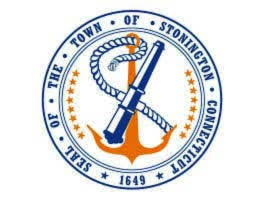 SEAL · OF · THE · TOWN · OF · STONINGTON · CONNECTICUT
1649